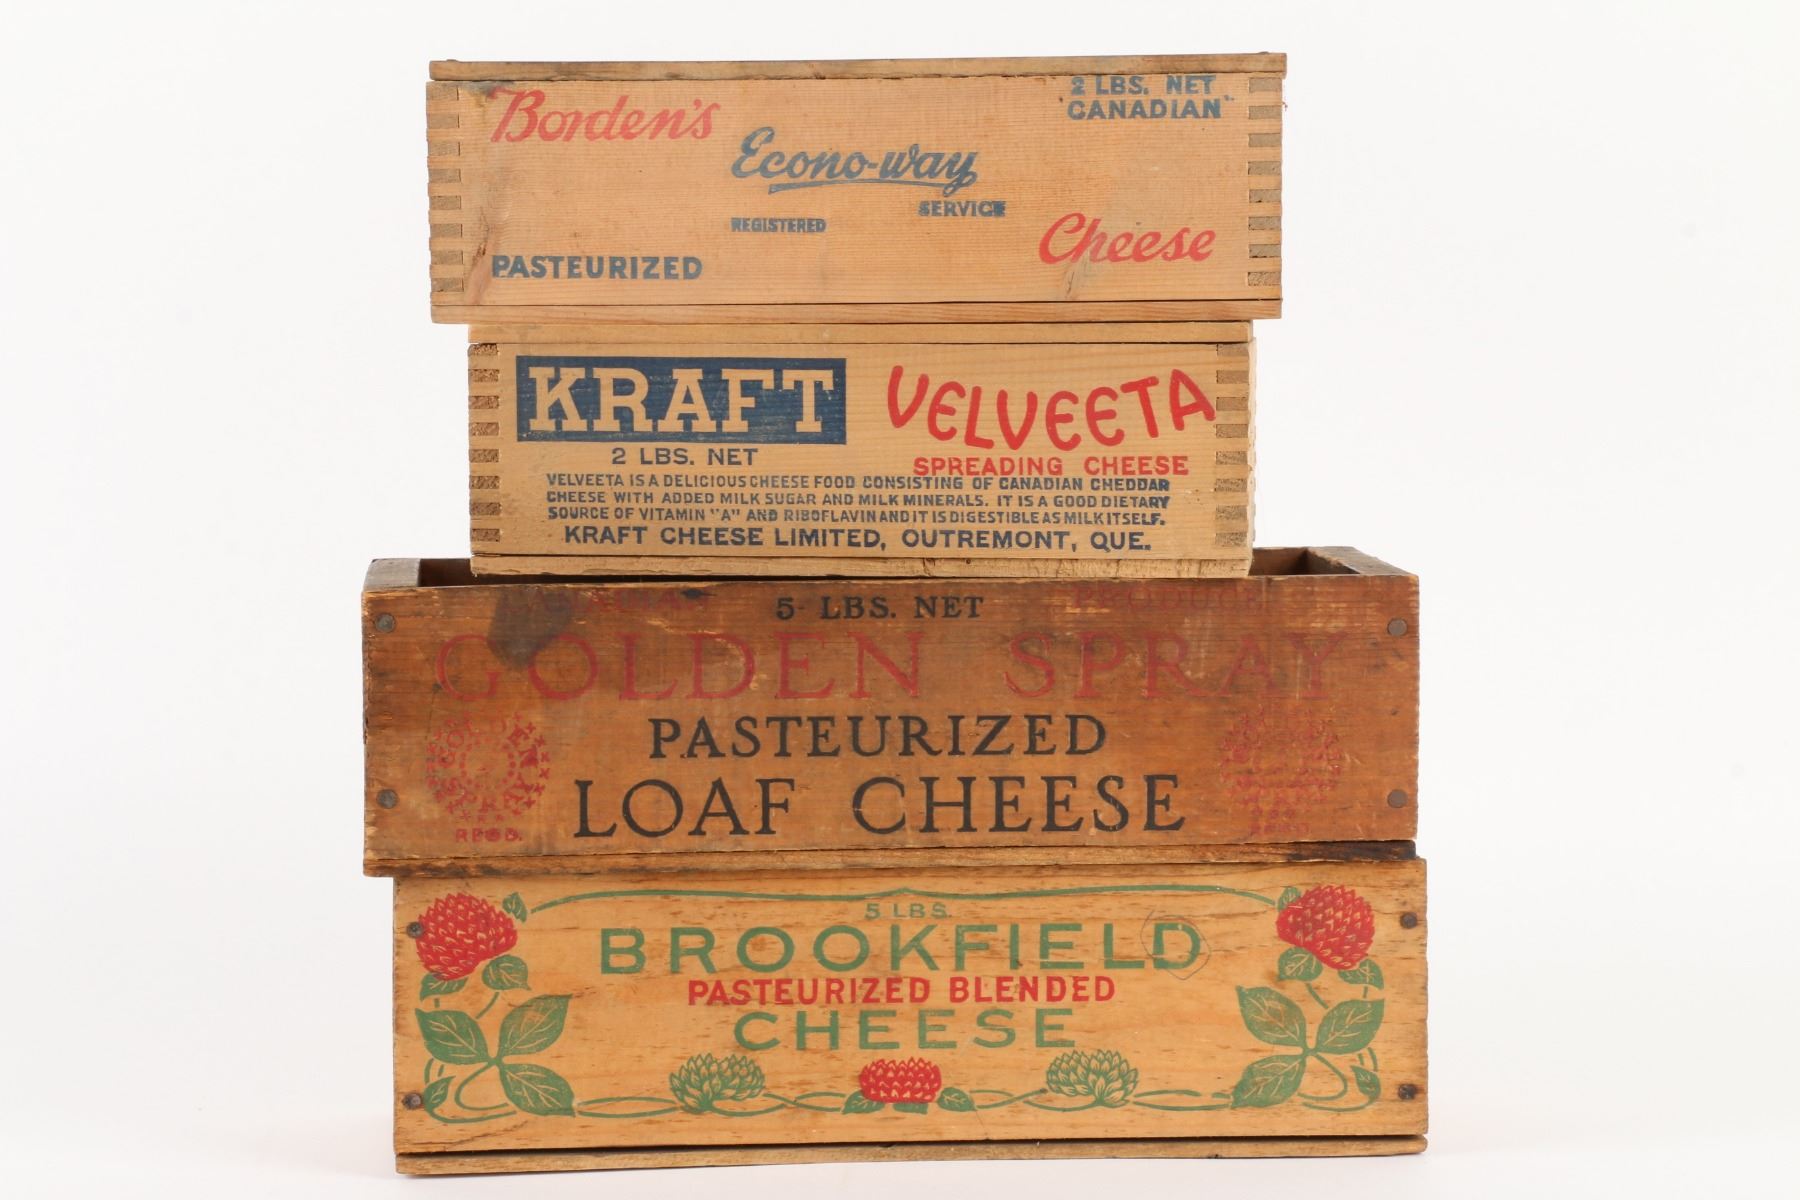 Borden's
2 LBS. NET
CANADIAN
Econo-way
SERVICE
REGISTERED
Cheese
PASTEURIZED
KRAFT
VELVEETA
2 LBS. NET
SPREADING CHEESE
VELVEETA IS A DELICIOUS CHEESE FOOD CONSISTING OF CANADIAN CHEDDAR
CHEESE WITH ADDED MILK SUGAR AND MILK MINERALS. IT IS A GOOD DIETARY
SOURCE OF VITAMIN "A" AND RIBOFLAVIN AND IT IS DIGESTIBLE AS MILK ITSELF.
KRAFT CHEESE LIMITED, OUTREMONT, QUE.
5 LBS. NET
PRODUCT
GOLDEN SPRAY
PASTEURIZED
LOAF CHEESE
GOLDEN SPRAY
5 LBS.
BROOKFIELD
PASTEURIZED BLENDED
CHEESE